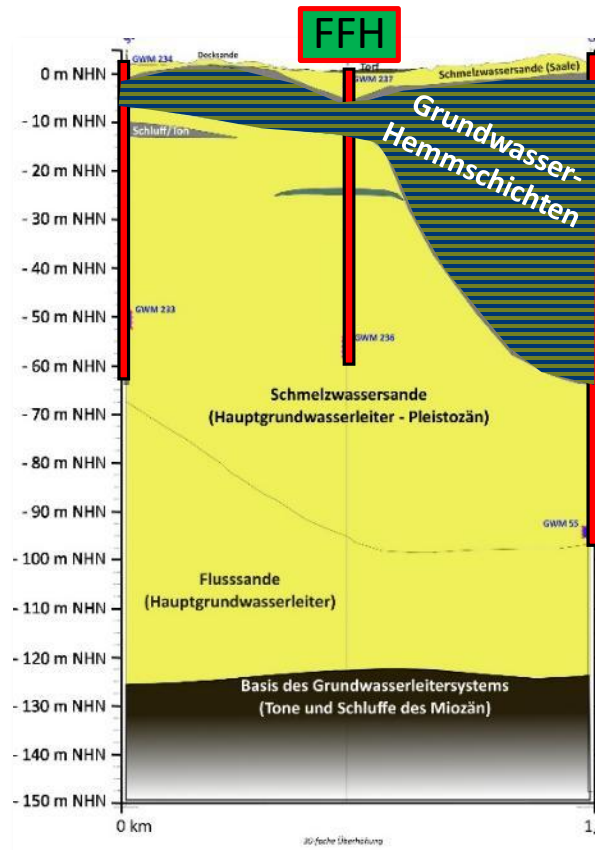 FFH
GWM 234
Decksande
Torf
GWM 237
Schmelzwassersande (Saale)
0 m NHN
Grundwasser-
Hemmschichten
- 10 m NHN
Schluff/Ton
- 20 m NHN
- 30 m NHN
- 40 m NHN
- 50 m NHN
GWM 233
GWM 236
- 60 m NHN
Schmelzwassersande
(Hauptgrundwasserleiter - Pleistozän)
- 70 m NHN
- 80 m NHN
- 90 m NHN
GWM 55
- 100 m NHN
Flusssande
(Hauptgrundwasserleiter)
- 110 m NHN
- 120 m NHN
Basis des Grundwasserleitersystems
(Tone und Schluffe des Miozän)
- 130 m NHN
- 140 m NHN
- 150 m NHN
0 km
1,
30-fache Überhöhung